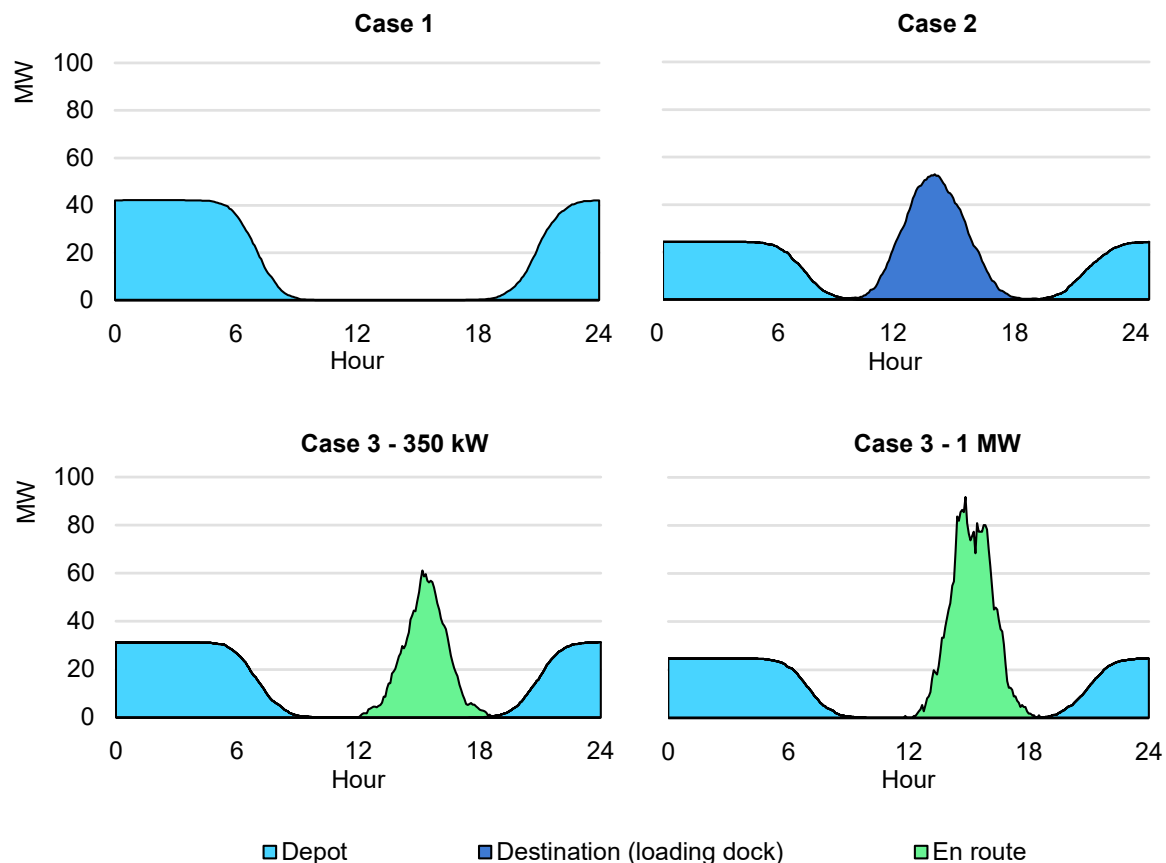 Case 1
Case 2
MW
100
80
60
40
20
0
0 6 12 18 24
Hour
0 6 12 18 24
Hour
Case 3 - 350 kW
Case 3 - 1 MW
MW
100
80
60
40
20
0
0 6 12 18 24
Hour
0 6 12 18 24
Hour
Depot Destination (loading dock) En route